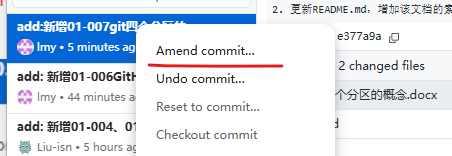 add:新增01-007git四个分区的
lmy • 5 minutes ago
add: 新增01-006GitH
lmy • 44 minutes ago
add: 新增01-004、01
Liu-isn • 5 hours
Amend commit...
Undo commit...
Reset to commit...
Checkout commit
2. 更新README.md，增加该文档的索
e377a9a
2 changed files
个分区的概念.docx